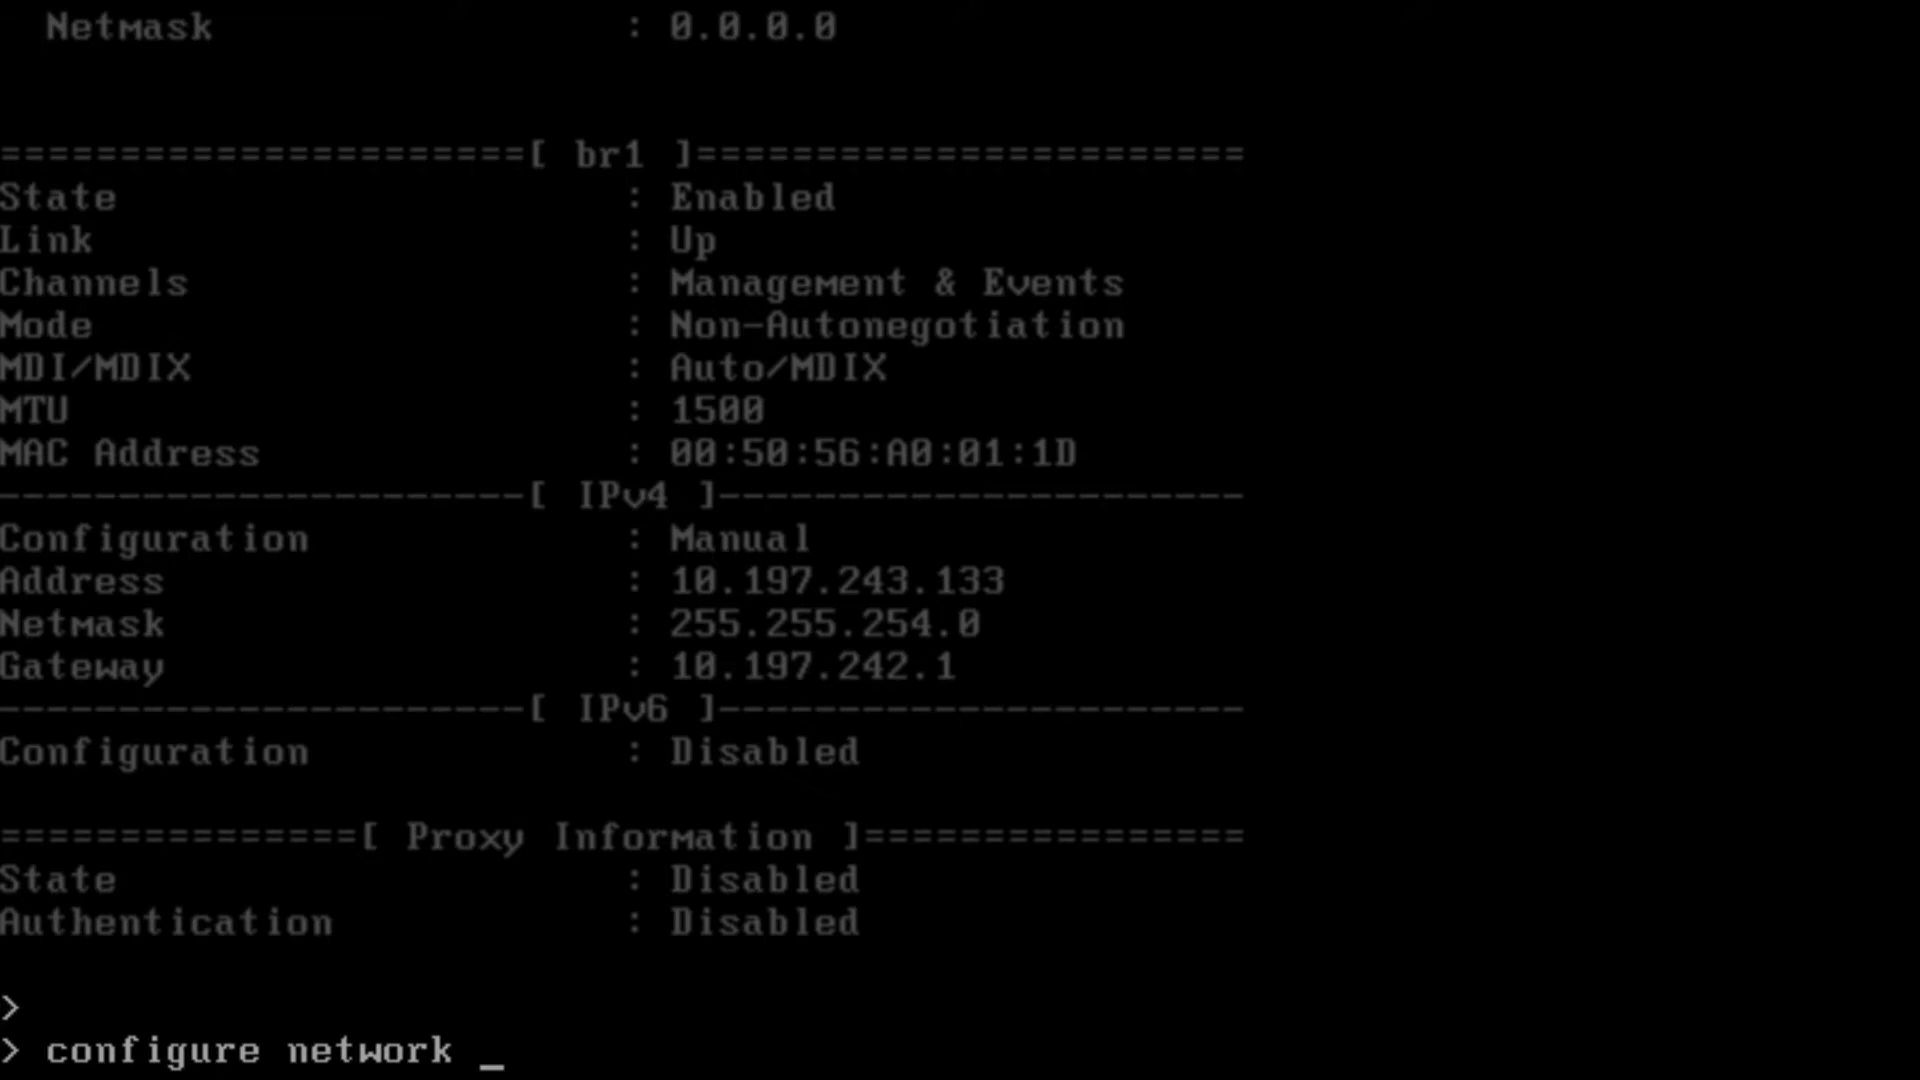 Netmask : 0.0.0.0
======================[ br1 ]=======================
State : Enabled
Link : Up
Channels : Management & Events
Mode : Non-Autonegotiation
MDI/MDIX : Auto/MDIX
MTU : 1500
MAC Address : 00:50:56:A0:01:1D
----------------------[ IPv4 ]----------------------
Configuration : Manual
Address : 10.197.243.133
Netmask : 255.255.254.0
Gateway : 10.197.242.1
----------------------[ IPv6 ]----------------------
Configuration : Disabled
===============[ Proxy Information ]================
State : Disabled
Authentication : Disabled
>
> configure network _